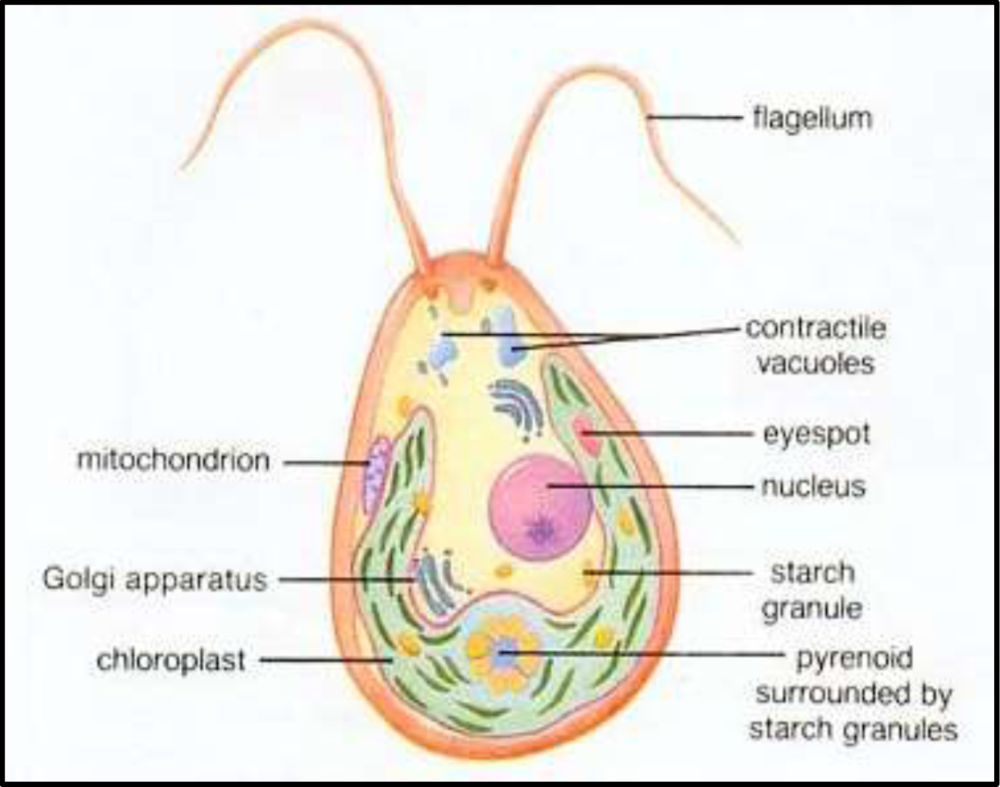 flagellum
contractile
vacuoles
eyespot
mitochondrion
nucleus
Golgi apparatus
starch
granule
chloroplast
pyrenoid
surrounded by
starch granules